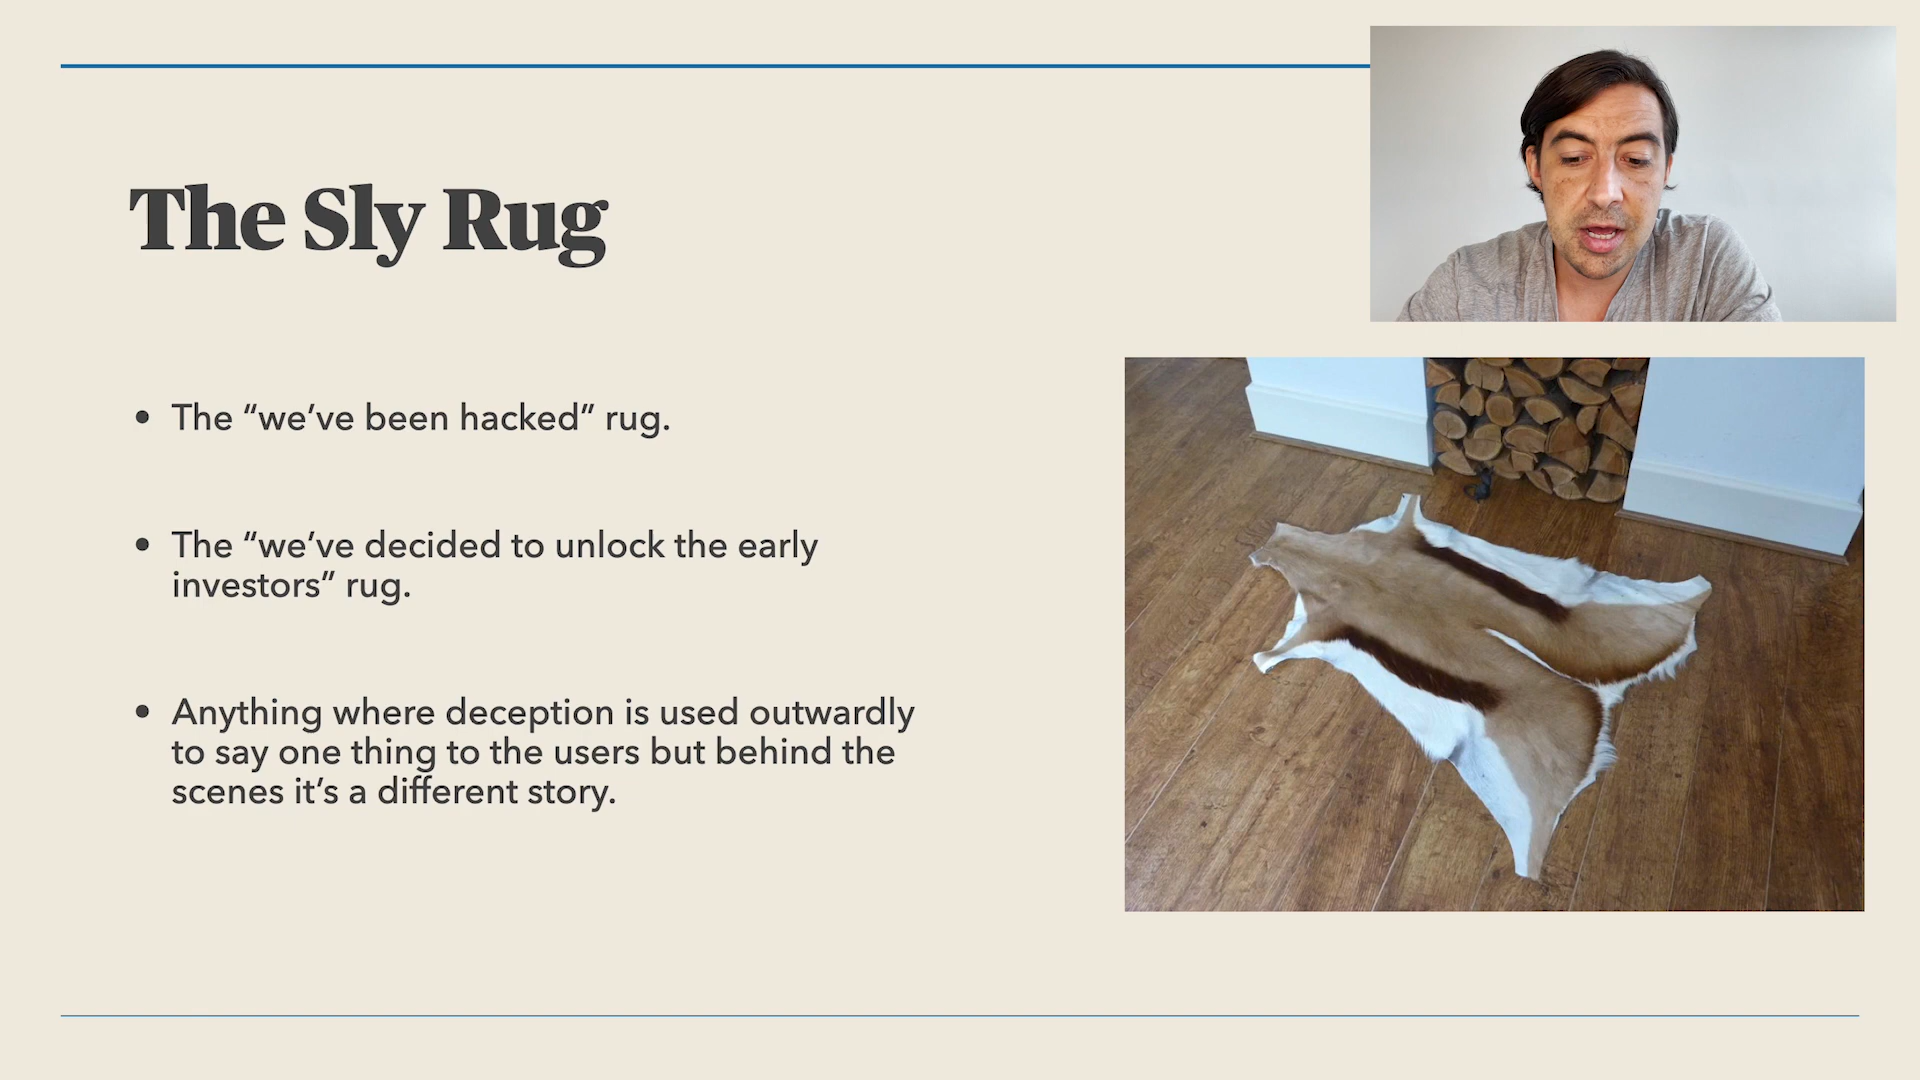 The Sly Rug
• The “we’ve been hacked” rug.
• The “we’ve decided to unlock the early
investors” rug.
• Anything where deception is used outwardly
to say one thing to the users but behind the
scenes it’s a different story.